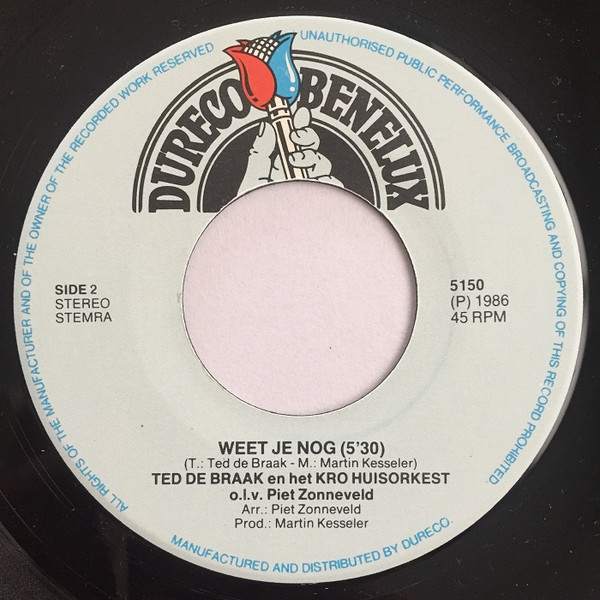 ALL RIGHTS OF THE MANUFACTURER AND OF THE OWNER OF THE RECORDED WORK RESERVED
UNAUTHORISED PUBLIC PERFORMANCE BROADCASTING AND COPYING OF THIS RECORD PROHIBITED.
DURECO BENELUX
SIDE 2
STEREO
STEMRA
5150
(P) 1986
45 RPM
WEET JE NOG (5'30)
(T.: Ted de Braak - M.: Martin Kesseler)
TED DE BRAAK en het KRO HUISORKEST
o.l.v. Piet Zonneveld
Arr.: Piet Zonneveld
Prod.: Martin Kesseler
MANUFACTURED AND DISTRIBUTED BY DURECO.